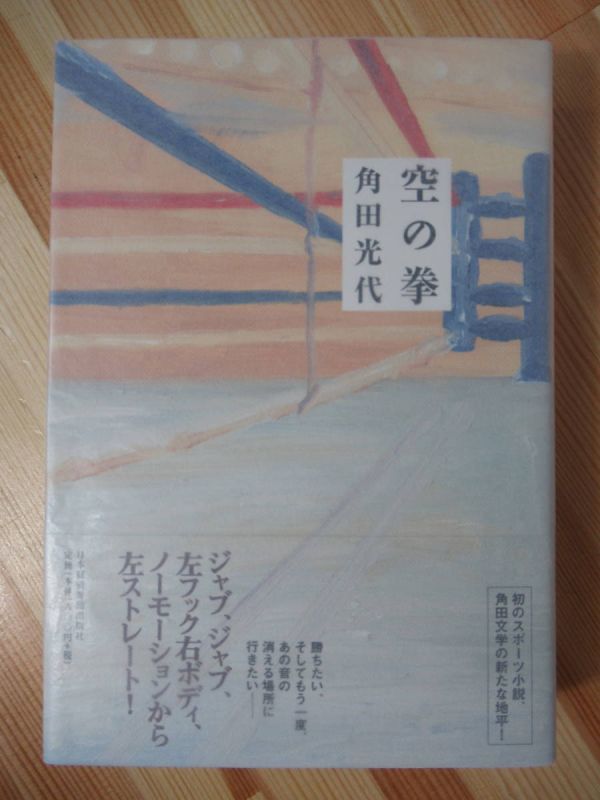 空の拳
角田光代
初のスポーツ小説、
角田文学の新たな地平!
勝ちたい、
そしてもう一度、
あの音の
消える場所に
行きたい――
ジャブ、ジャブ、
左フック右ボディ、
ノーモーションから
左ストレート!
日本経済新聞出版社